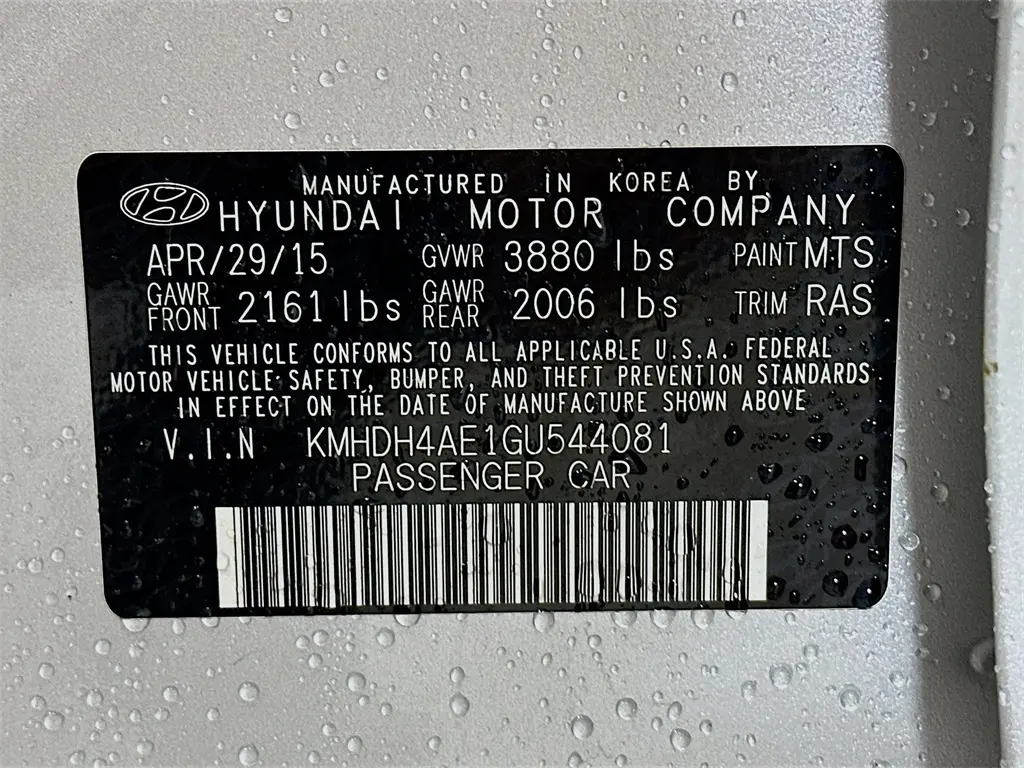 MANUFACTURED IN KOREA BY
HYUNDAI MOTOR COMPANY
APR/29/15 GVWR 3880 lbs PAINT MTS
GAWR FRONT 2161 lbs GAWR REAR 2006 lbs TRIM RAS
THIS VEHICLE CONFORMS TO ALL APPLICABLE U.S.A. FEDERAL
MOTOR VEHICLE SAFETY, BUMPER, AND THEFT PREVENTION STANDARDS
IN EFFECT ON THE DATE OF MANUFACTURE SHOWN ABOVE
V.I.N KMHDH4AE1GU544081
PASSENGER CAR